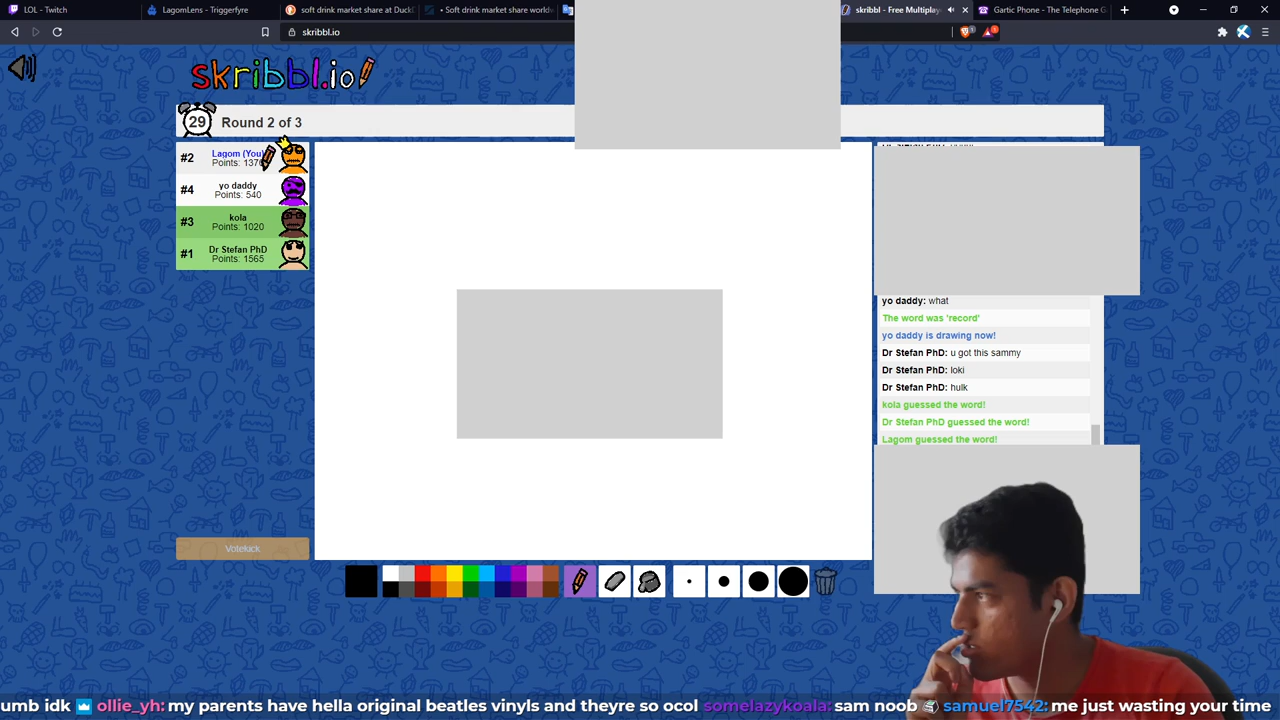 LOL - Twitch
LagomLens - Triggerfyre
soft drink market share at DuckD
• Soft drink market share worldw
skribbl - Free Multiplay
Gartic Phone - The Telephone G
skribbl.io
skribbl.io
29
Round 2 of 3
#2
Lagom (You)
Points: 1370
#4
yo daddy
Points: 540
#3
kola
Points: 1020
#1
Dr Stefan PhD
Points: 1565
yo daddy: what
The word was 'record'
yo daddy is drawing now!
Dr Stefan PhD: u got this sammy
Dr Stefan PhD: loki
Dr Stefan PhD: hulk
kola guessed the word!
Dr Stefan PhD guessed the word!
Lagom guessed the word!
Votekick
umb idk ollie_yh: my parents have hella original beatles vinyls and theyre so ocol somelazykoala: sam noob samuel7542: me just wasting your time